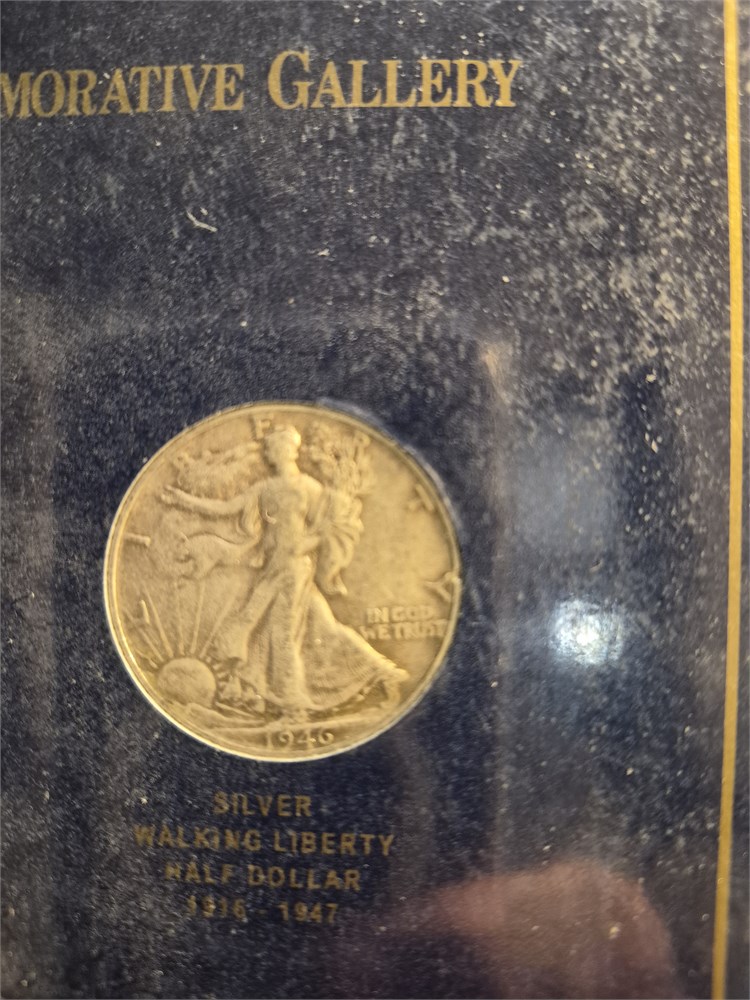 MORATIVE GALLERY
L I B E R T Y
IN GOD
WE TRUST
1946
SILVER
WALKING LIBERTY
HALF DOLLAR
1916 - 1947